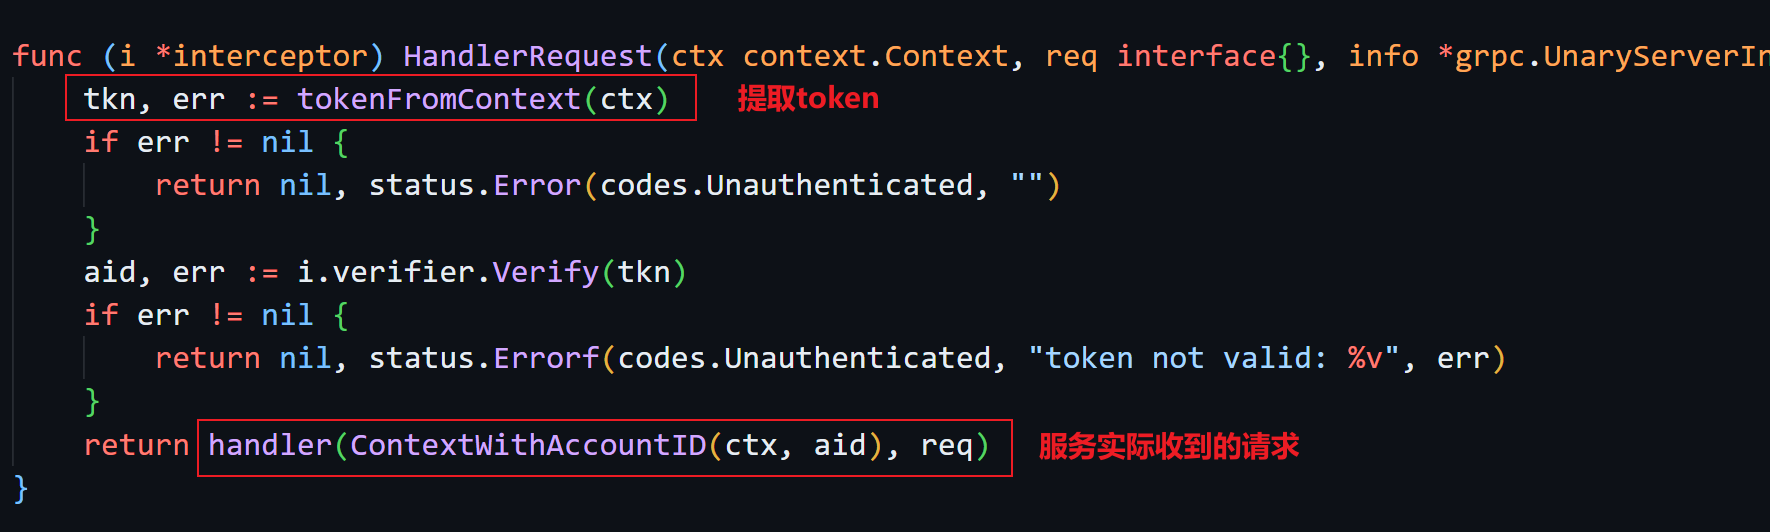 func (i *interceptor) HandlerRequest(ctx context.Context, req interface{}, info *grpc.UnaryServerIn
tkn, err := tokenFromContext(ctx) 提取token
if err != nil {
return nil, status.Error(codes.Unauthenticated, "")
}
aid, err := i.verifier.Verify(tkn)
if err != nil {
return nil, status.Errorf(codes.Unauthenticated, "token not valid: %v", err)
}
return handler(ContextWithAccountID(ctx, aid), req) 服务实际收到的请求
}